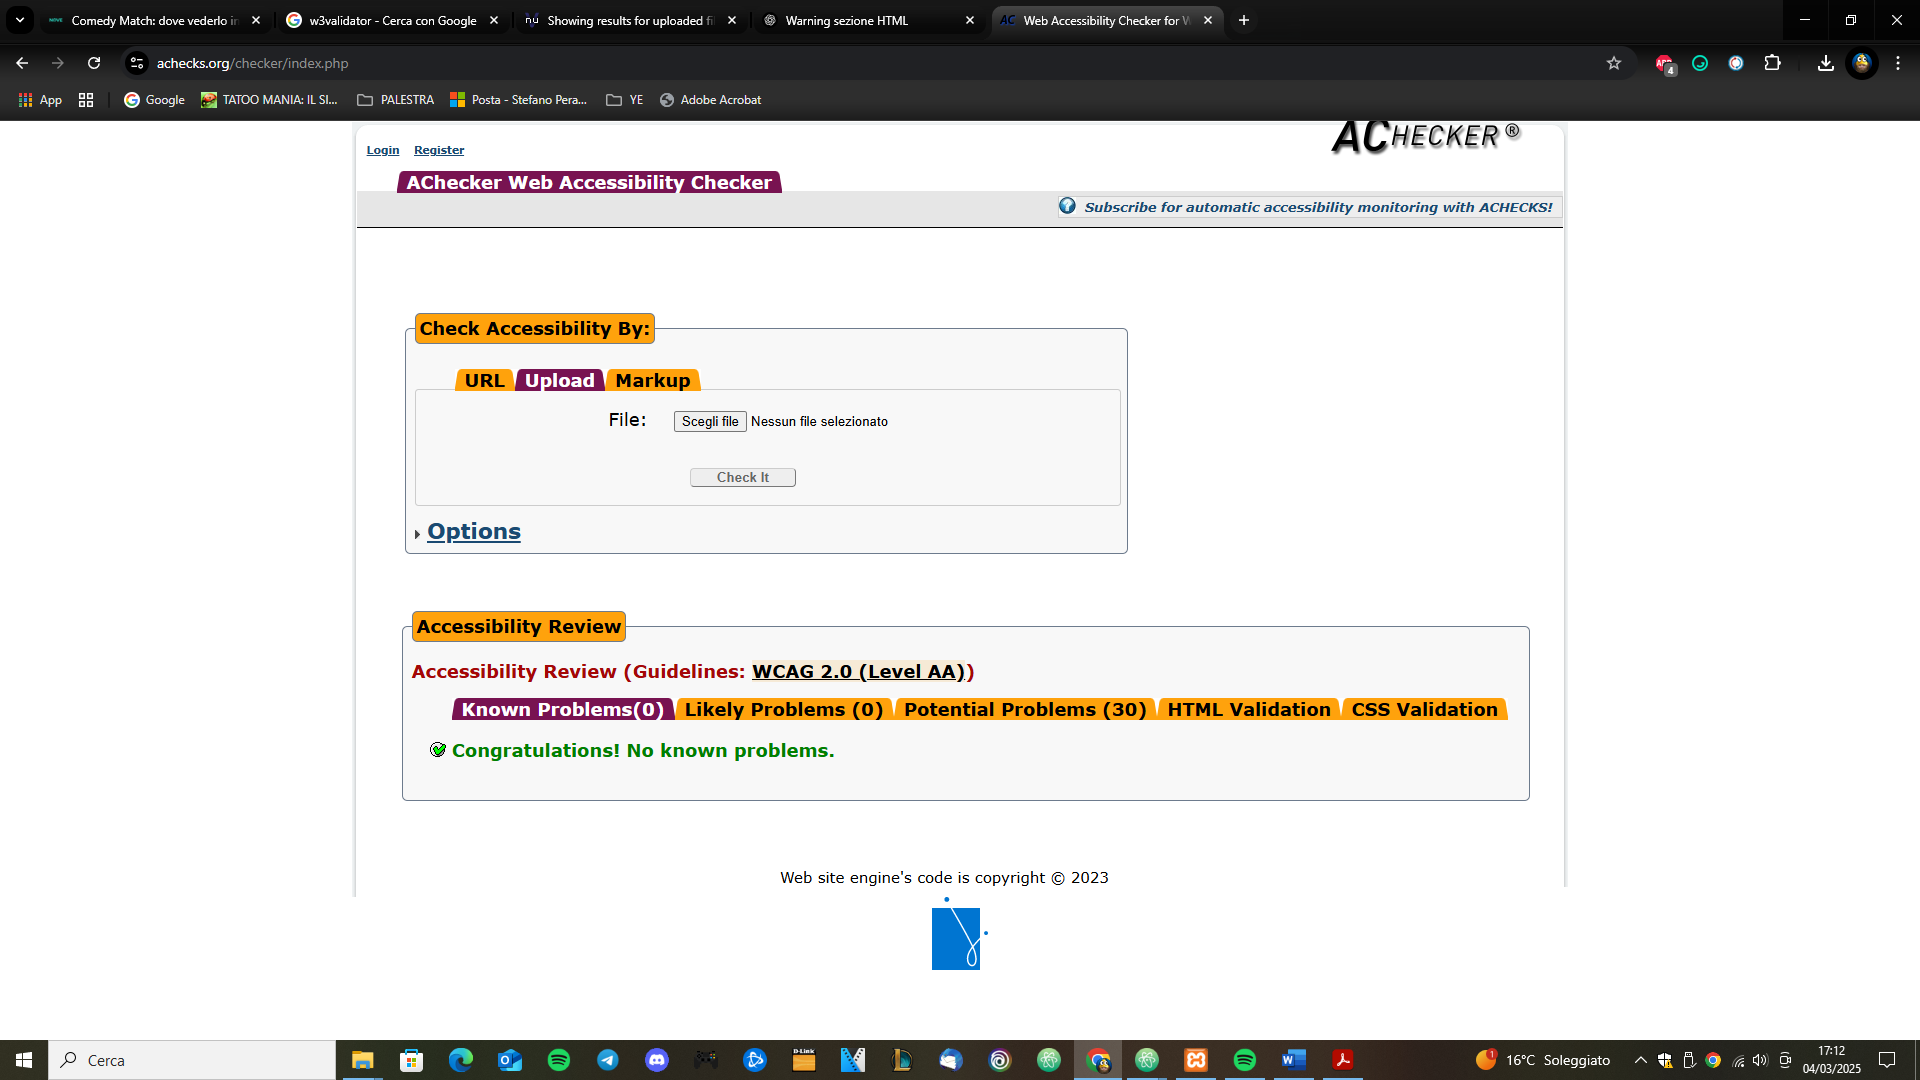 Comedy Match: dove vederlo in
w3validator - Cerca con Google
Showing results for uploaded fi
Warning sezione HTML
Web Accessibility Checker for W
achecks.org/checker/index.php
4
App
Google
TATOO MANIA: IL SI...
PALESTRA
Posta - Stefano Pera...
YE
Adobe Acrobat
Login Register
ACHECKER ®
AChecker Web Accessibility Checker
Subscribe for automatic accessibility monitoring with ACHECKS!
Check Accessibility By:
URL Upload Markup
File: Scegli file Nessun file selezionato
Check It
Options
Accessibility Review
Accessibility Review (Guidelines: WCAG 2.0 (Level AA))
Known Problems(0) Likely Problems (0) Potential Problems (30) HTML Validation CSS Validation
Congratulations! No known problems.
Web site engine's code is copyright © 2023
Cerca
D-Link
1
16°C Soleggiato
17:12
04/03/2025